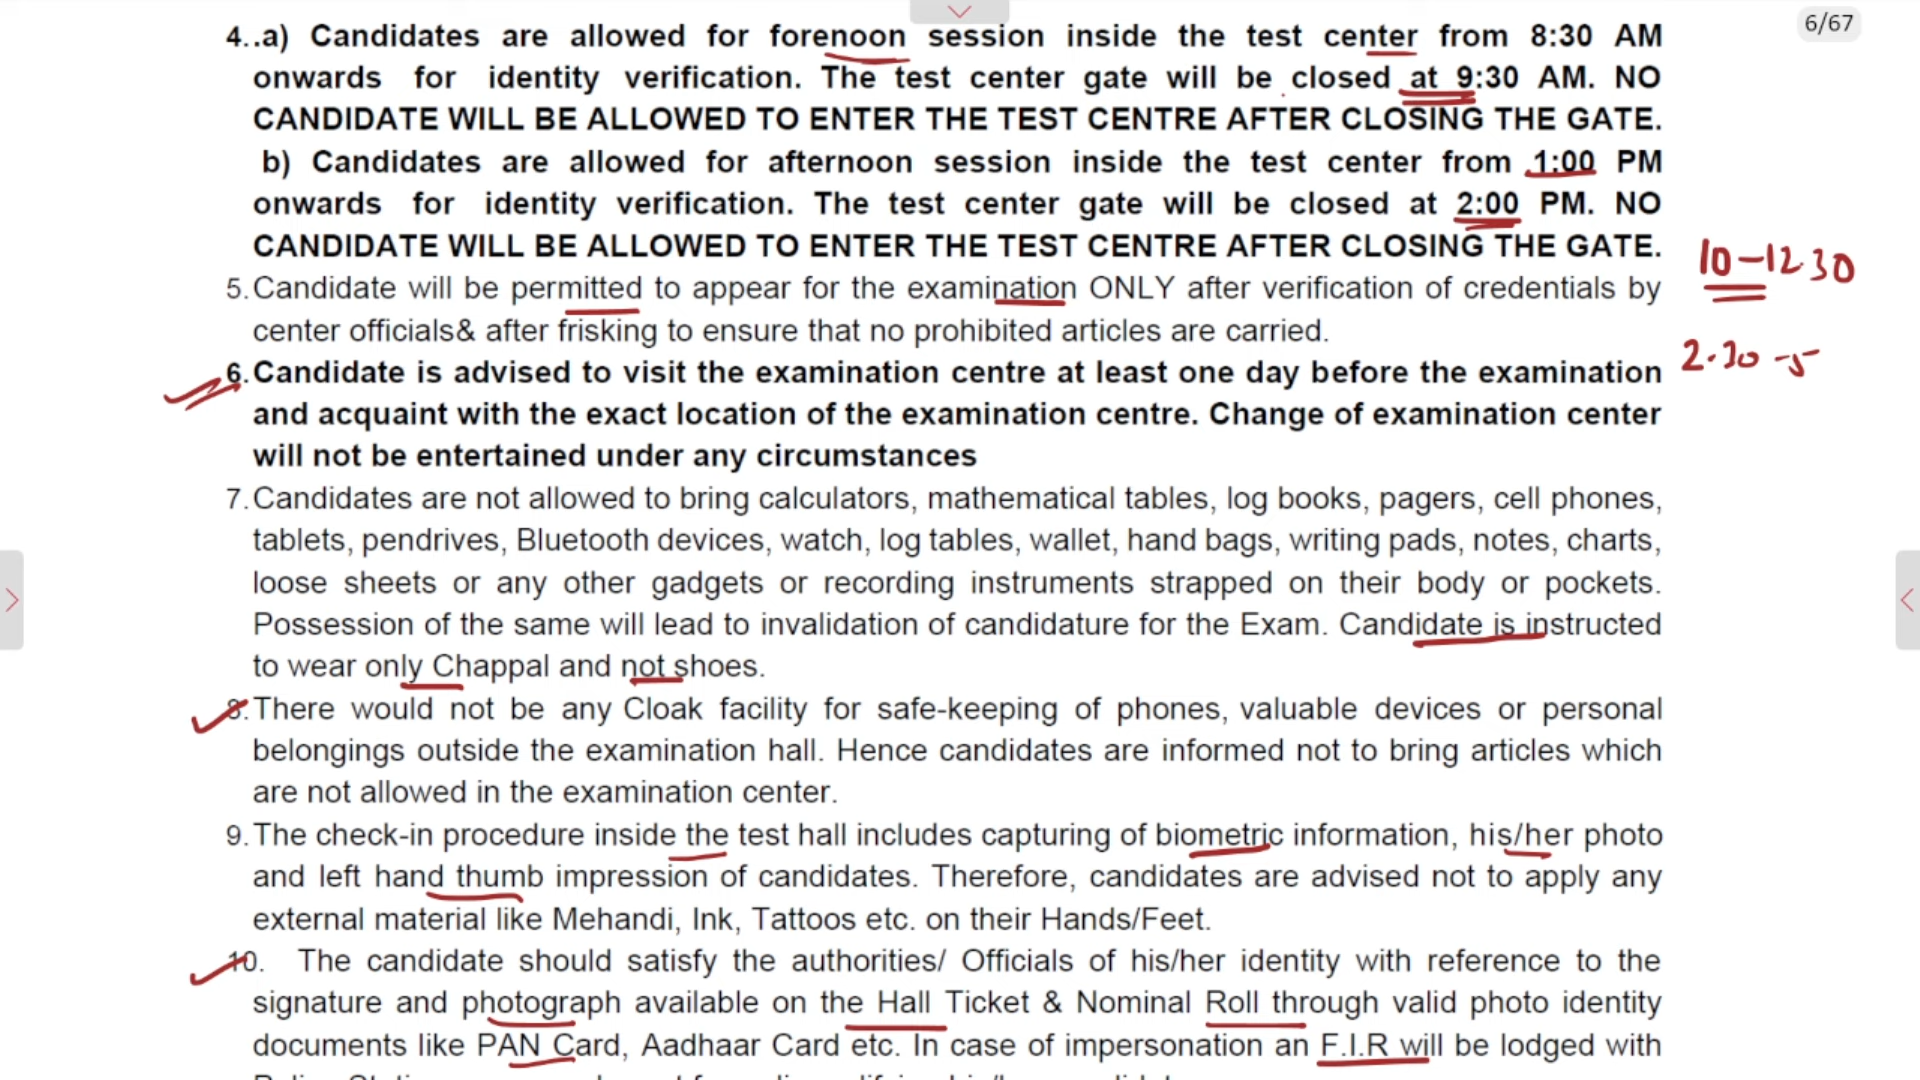 6/67
4..a) Candidates are allowed for forenoon session inside the test center from 8:30 AM
onwards for identity verification. The test center gate will be closed at 9:30 AM. NO
CANDIDATE WILL BE ALLOWED TO ENTER THE TEST CENTRE AFTER CLOSING THE GATE.
b) Candidates are allowed for afternoon session inside the test center from 1:00 PM
onwards for identity verification. The test center gate will be closed at 2:00 PM. NO
CANDIDATE WILL BE ALLOWED TO ENTER THE TEST CENTRE AFTER CLOSING THE GATE.
10-12.30
5. Candidate will be permitted to appear for the examination ONLY after verification of credentials by
center officials& after frisking to ensure that no prohibited articles are carried.
2.30-5
6. Candidate is advised to visit the examination centre at least one day before the examination
and acquaint with the exact location of the examination centre. Change of examination center
will not be entertained under any circumstances
7. Candidates are not allowed to bring calculators, mathematical tables, log books, pagers, cell phones,
tablets, pendrives, Bluetooth devices, watch, log tables, wallet, hand bags, writing pads, notes, charts,
loose sheets or any other gadgets or recording instruments strapped on their body or pockets.
Possession of the same will lead to invalidation of candidature for the Exam. Candidate is instructed
to wear only Chappal and not shoes.
8. There would not be any Cloak facility for safe-keeping of phones, valuable devices or personal
belongings outside the examination hall. Hence candidates are informed not to bring articles which
are not allowed in the examination center.
9. The check-in procedure inside the test hall includes capturing of biometric information, his/her photo
and left hand thumb impression of candidates. Therefore, candidates are advised not to apply any
external material like Mehandi, Ink, Tattoos etc. on their Hands/Feet.
10. The candidate should satisfy the authorities/ Officials of his/her identity with reference to the
signature and photograph available on the Hall Ticket & Nominal Roll through valid photo identity
documents like PAN Card, Aadhaar Card etc. In case of impersonation an F.I.R will be lodged with